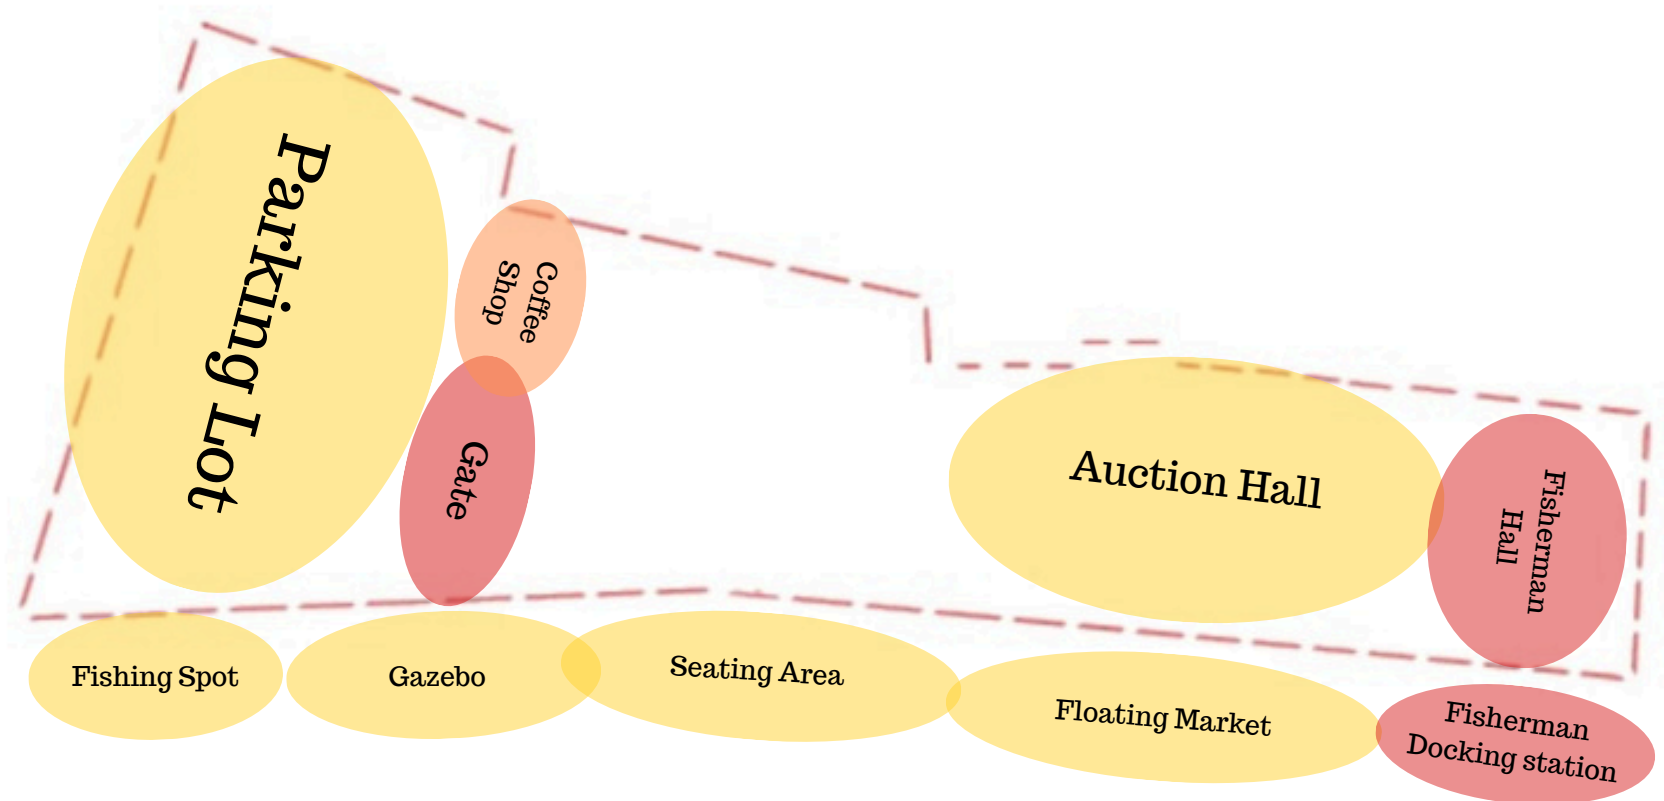 Parking Lot
Coffee
Shop
Gate
Auction Hall
Fisherman
Hall
Fishing Spot
Gazebo
Seating Area
Floating Market
Fisherman
Docking station